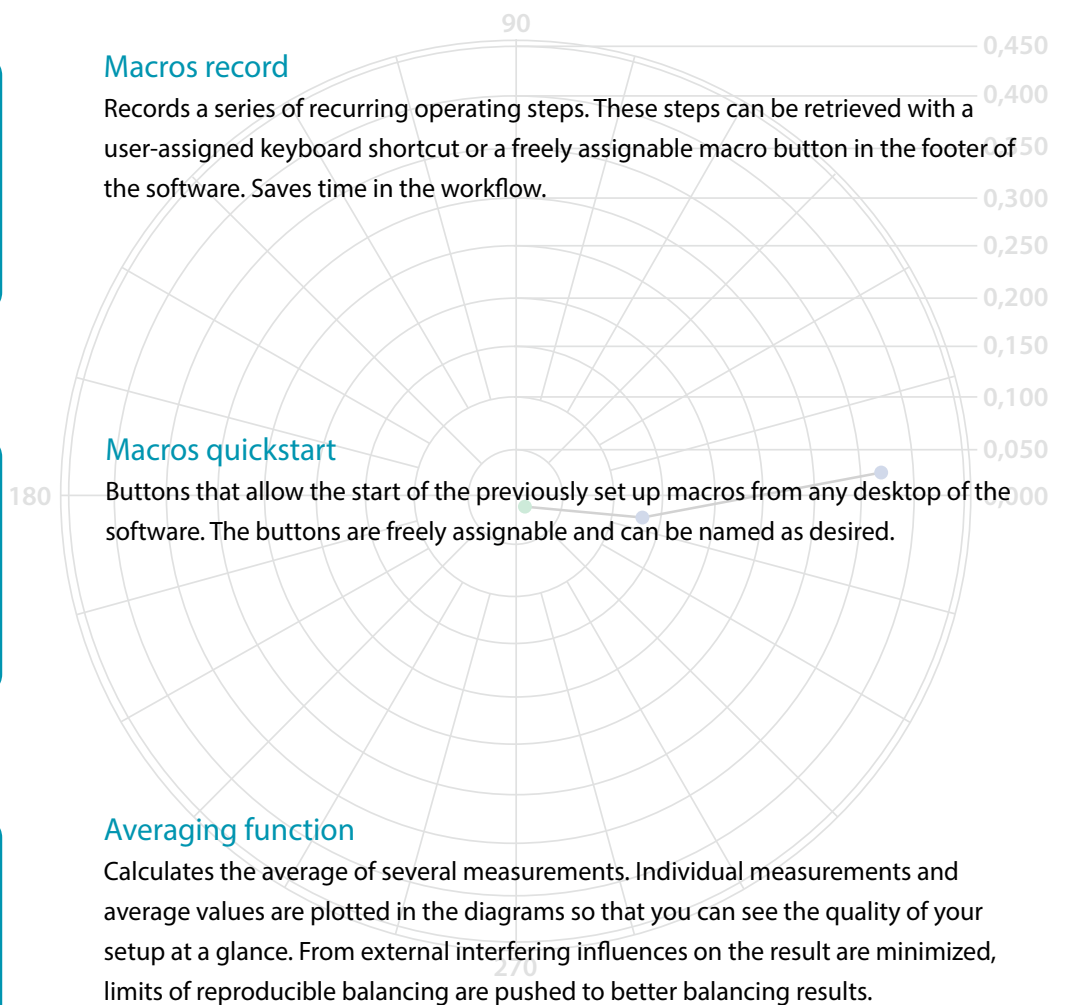 90
0,450
Macros record
0,400
Records a series of recurring operating steps. These steps can be retrieved with a
user-assigned keyboard shortcut or a freely assignable macro button in the footer of
the software. Saves time in the workflow.
0,300
0,250
0,200
0,150
0,100
0,050
Macros quickstart
180
Buttons that allow the start of the previously set up macros from any desktop of the
software. The buttons are freely assignable and can be named as desired.
Averaging function
Calculates the average of several measurements. Individual measurements and
average values are plotted in the diagrams so that you can see the quality of your
setup at a glance. From external interfering influences on the result are minimized,
270
limits of reproducible balancing are pushed to better balancing results.